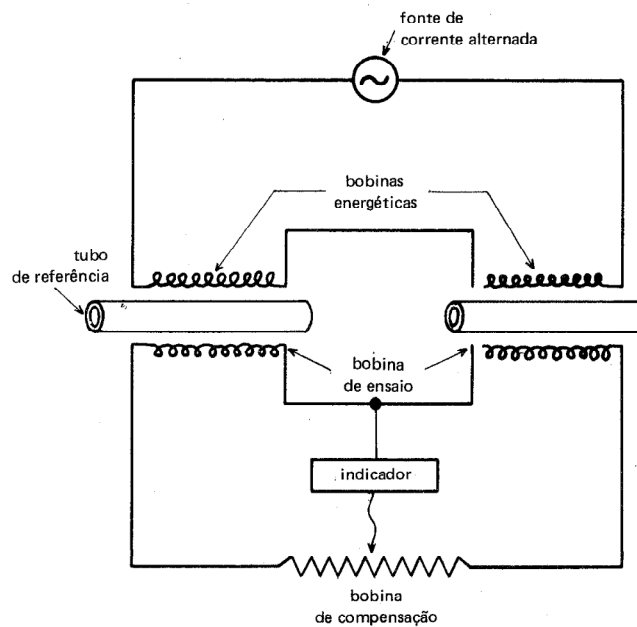 fonte de
corrente alternada
bobinas
energéticas
tubo
de referência
bobina
de ensaio
indicador
bobina
de compensação